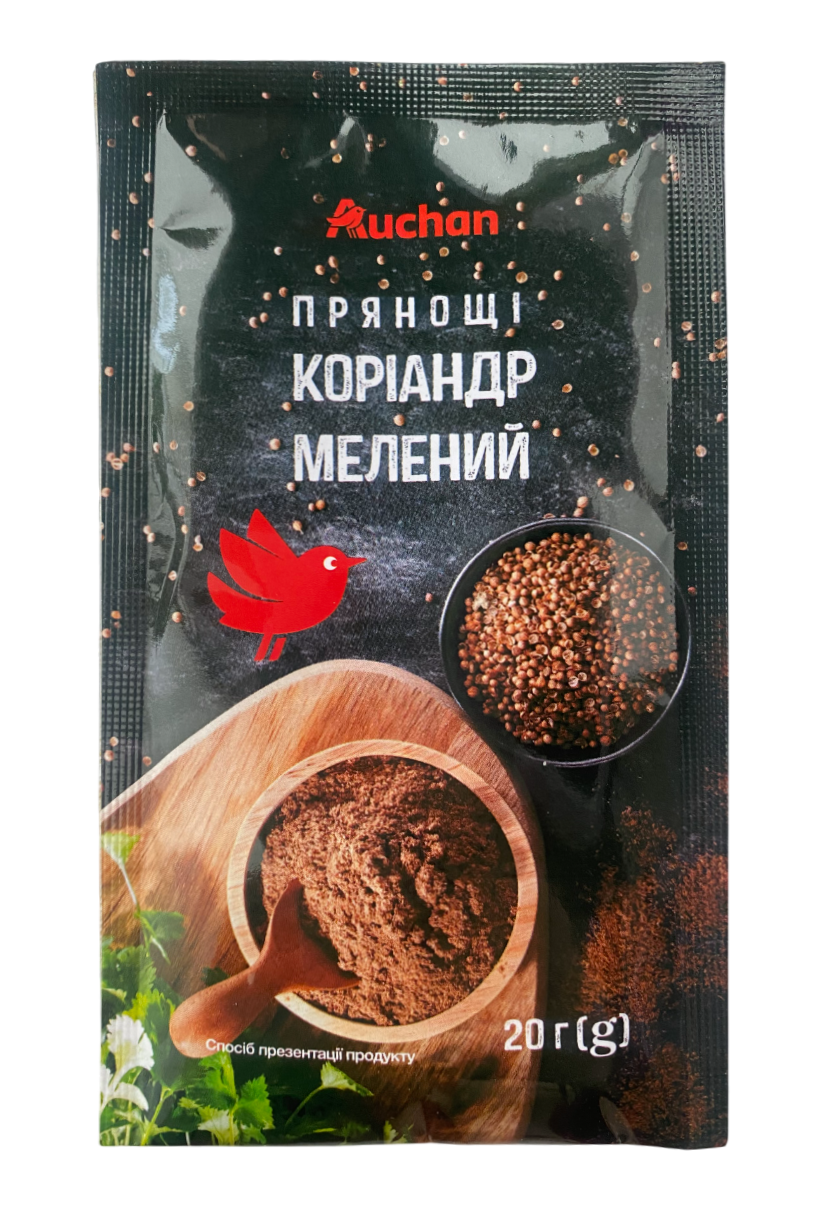 Auchan
ПРЯНОЩІ
КОРІАНДР
МЕЛЕНИЙ
20 г (g)
Спосіб презентації продукту